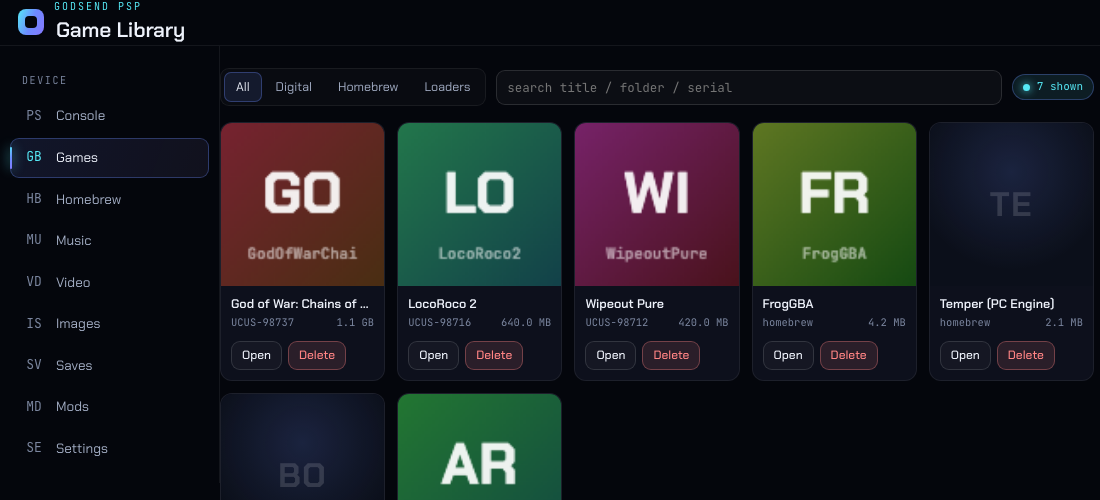 GODSEND PSP
Game Library
DEVICE
PS Console
GB Games
HB Homebrew
MU Music
VD Video
IS Images
SV Saves
MD Mods
SE Settings
All Digital Homebrew Loaders
search title / folder / serial
7 shown
GO
GodOfWarChai
God of War: Chains of …
UCUS-98737 1.1 GB
Open Delete
LO
LocoRoco2
LocoRoco 2
UCUS-98716 640.0 MB
Open Delete
WI
WipeoutPure
Wipeout Pure
UCUS-98712 420.0 MB
Open Delete
FR
FrogGBA
FrogGBA
homebrew 4.2 MB
Open Delete
TE
Temper (PC Engine)
homebrew 2.1 MB
Open Delete
BO
AR